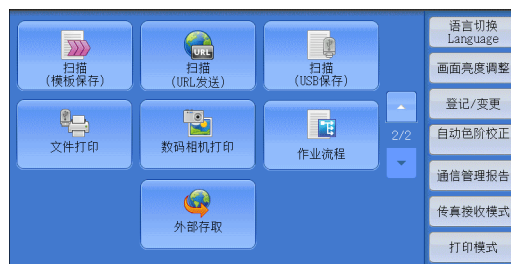 扫描
(模板保存)
URL
扫描
(URL发送)
扫描
(USB保存)
文件打印
数码相机打印
作业流程
外部存取
2/2
语言切换
Language
画面亮度调整
登记/变更
自动色阶校正
通信管理报告
传真接收模式
打印模式